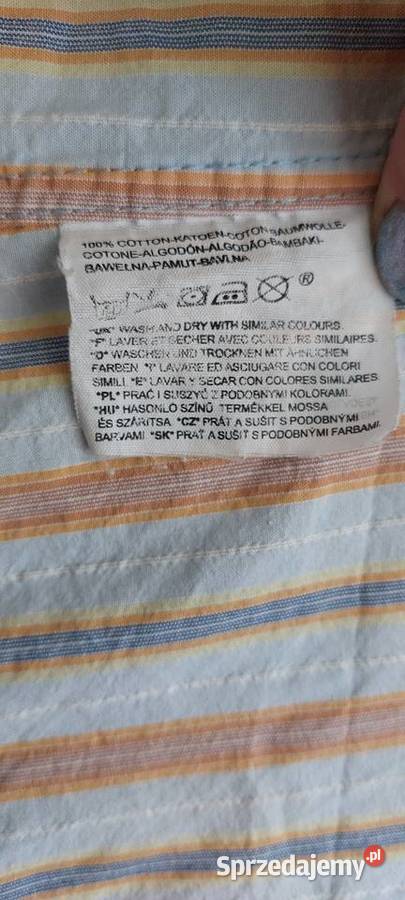 100% COTTON-KATOEN-COTON-BAUMWOLLE-
COTONE-ALGODÓN-ALGODÃO-BAMBAKI-
BAWEŁNA-PAMUT-BAVLNA
®
"UK" WASH AND DRY WITH SIMILAR COLOURS.
"F" LAVER ET SECHER AVEC COULEURS SIMILAIRES.
"D" WASCHEN UND TROCKNEN MIT ÄHNLICHEN
FARBEN "I" LAVARE ED ASCIUGARE CON COLORI
SIMILI. "E" LAVAR Y SECAR CON COLORES SIMILARES
"PL" PRAĆ I SUSZYĆ Z PODOBNYMI KOLORAMI.
"HU" HASONLÓ SZÍNŰ TERMÉKKEL MOSSA
ÉS SZÁRÍTSA "CZ" PRÁT A SUŠIT S PODOBNÝMI
BARVAMI "SK" PRAŤ A SUŠIŤ S PODOBNÝMI FARBAMI.
Sprzedajemy.pl